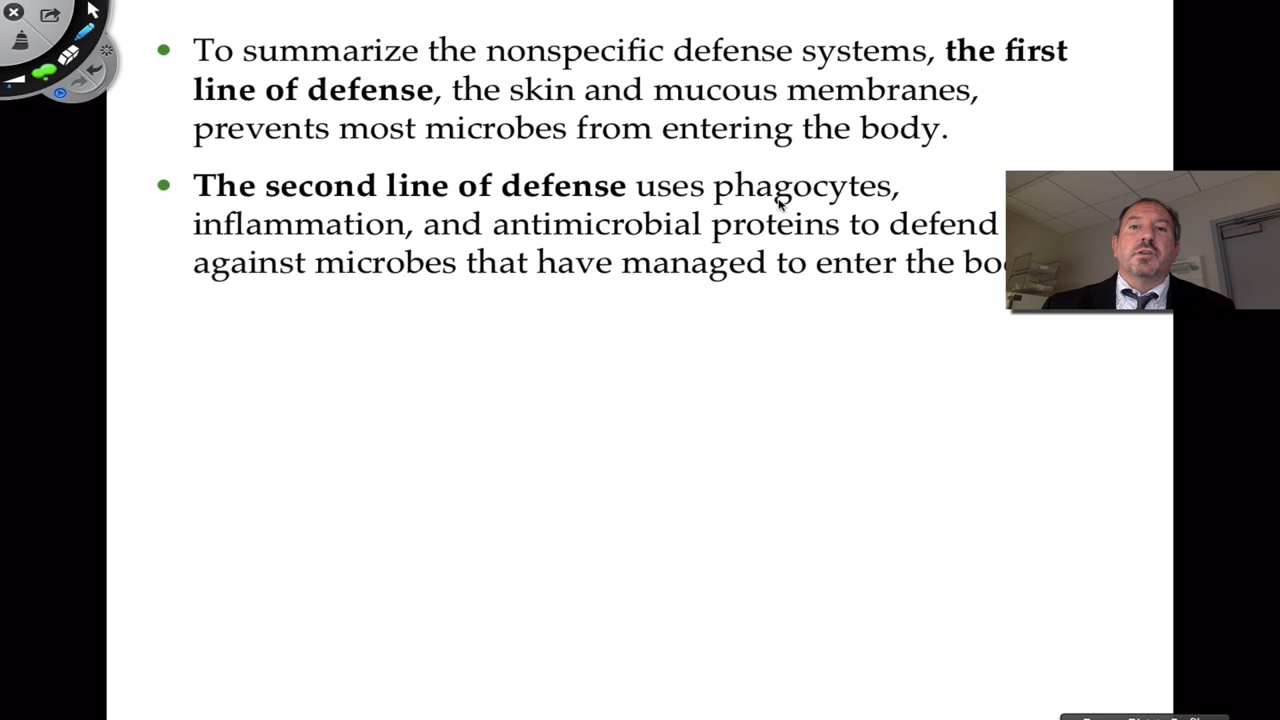 • To summarize the nonspecific defense systems, the first
line of defense, the skin and mucous membranes,
prevents most microbes from entering the body.
• The second line of defense uses phagocytes,
inflammation, and antimicrobial proteins to defend
against microbes that have managed to enter the